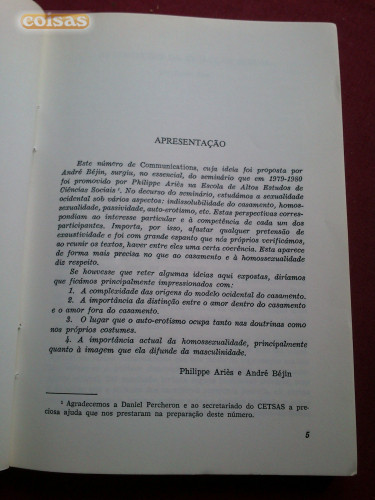 coisas
APRESENTAÇÃO
Este número de Communications, cuja ideia foi proposta por
André Béjin, surgiu, no essencial, do seminário que em 1979-1980
foi promovido por Philippe Ariès na Escola de Altos Estudos de
Ciências Sociais ¹. No decurso do seminário, estudámos a sexualidade
ocidental sob vários aspectos: indissolubilidade do casamento, homos-
sexualidade, passividade, auto-erotismo, etc. Estas perspectivas corres-
pondiam ao interesse particular e à competência de cada um dos
participantes. Importa, por isso, afastar qualquer pretensão de
exaustividade e foi com grande espanto que nós próprios verificámos,
ao reunir os textos, haver entre eles uma certa coerência. Esta aparece
de forma mais precisa no que ao casamento e à homossexualidade
diz respeito.
Se houvesse que reter algumas ideias aqui expostas, diríamos
que ficámos principalmente impressionados com:
1. A complexidade das origens do modelo ocidental do casamento.
2. A importância da distinção entre o amor dentro do casamento
e o amor fora do casamento.
3. O lugar que o auto-erotismo ocupa tanto nas doutrinas como
nos próprios costumes.
4. A importância actual da homossexualidade, principalmente
quanto à imagem que ela difunde da masculinidade.
Philippe Ariès e André Béjin
¹ Agradecemos a Daniel Percheron e ao secretariado do CETSAS a pre-
ciosa ajuda que nos prestaram na preparação deste número.
5